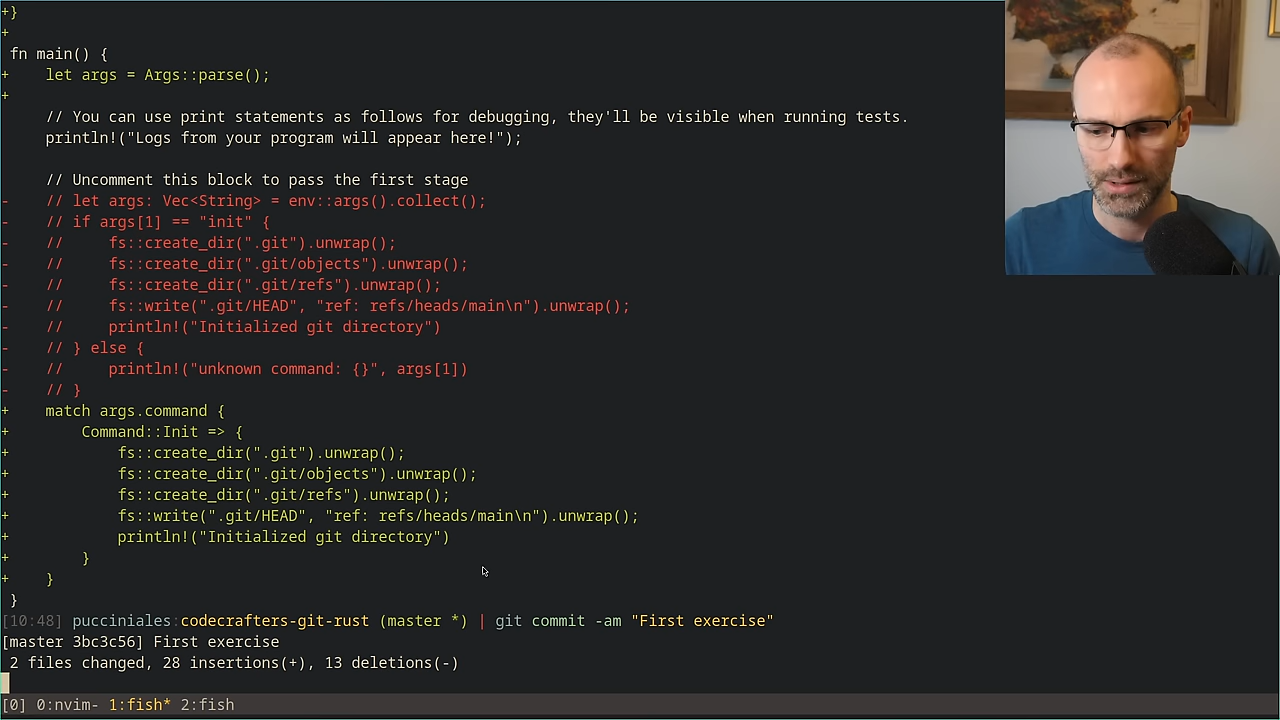 +}
+
fn main() {
+    let args = Args::parse();
+
    // You can use print statements as follows for debugging, they'll be visible when running tests.
    println!("Logs from your program will appear here!");
    // Uncomment this block to pass the first stage
-    // let args: Vec<String> = env::args().collect();
-    // if args[1] == "init" {
-    //     fs::create_dir(".git").unwrap();
-    //     fs::create_dir(".git/objects").unwrap();
-    //     fs::create_dir(".git/refs").unwrap();
-    //     fs::write(".git/HEAD", "ref: refs/heads/main\n").unwrap();
-    //     println!("Initialized git directory")
-    // } else {
-    //     println!("unknown command: {}", args[1])
-    // }
+    match args.command {
+        Command::Init => {
+            fs::create_dir(".git").unwrap();
+            fs::create_dir(".git/objects").unwrap();
+            fs::create_dir(".git/refs").unwrap();
+            fs::write(".git/HEAD", "ref: refs/heads/main\n").unwrap();
+            println!("Initialized git directory")
+        }
+    }
}
[10:48] pucciniales:codecrafters-git-rust (master *) | git commit -am "First exercise"
[master 3bc3c56] First exercise
 2 files changed, 28 insertions(+), 13 deletions(-)
[0] 0:nvim- 1:fish* 2:fish